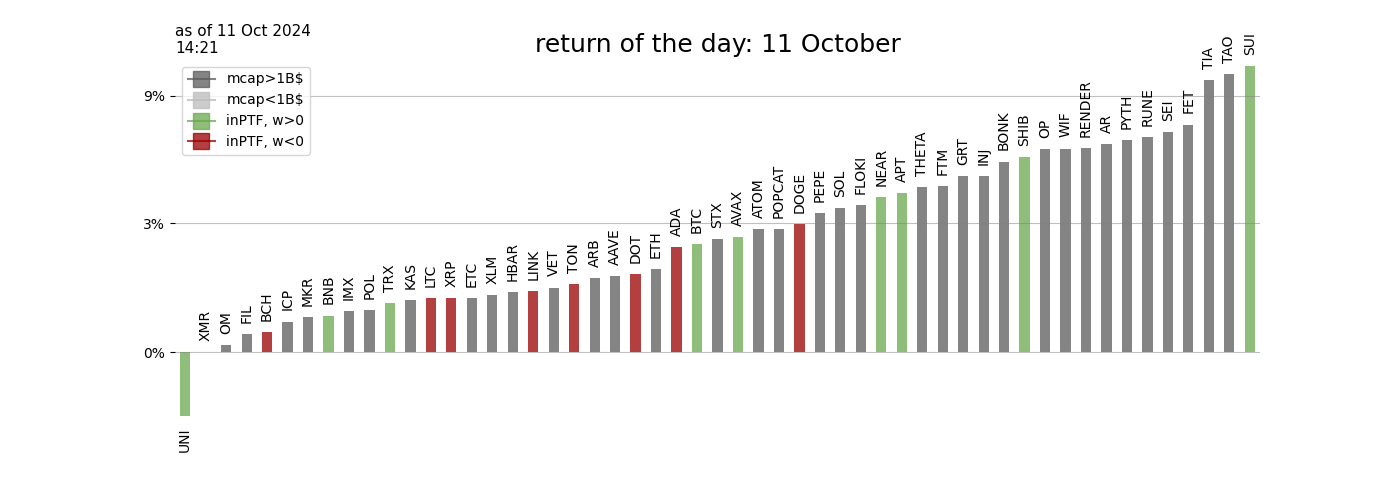 as of 11 Oct 2024
14:21
return of the day: 11 October
mcap>1B$
mcap<1B$
inPTF, w>0
inPTF, w<0
9%
3%
0%
UNI
XMR
OM
FIL
BCH
ICP
MKR
BNB
IMX
POL
TRX
KAS
LTC
XRP
ETC
XLM
HBAR
LINK
VET
TON
ARB
AAVE
DOT
ETH
ADA
BTC
STX
AVAX
ATOM
POPCAT
DOGE
PEPE
SOL
FLOKI
NEAR
APT
THETA
FTM
GRT
INJ
BONK
SHIB
OP
WIF
RENDER
AR
PYTH
RUNE
SEI
FET
TIA
TAO
SUI